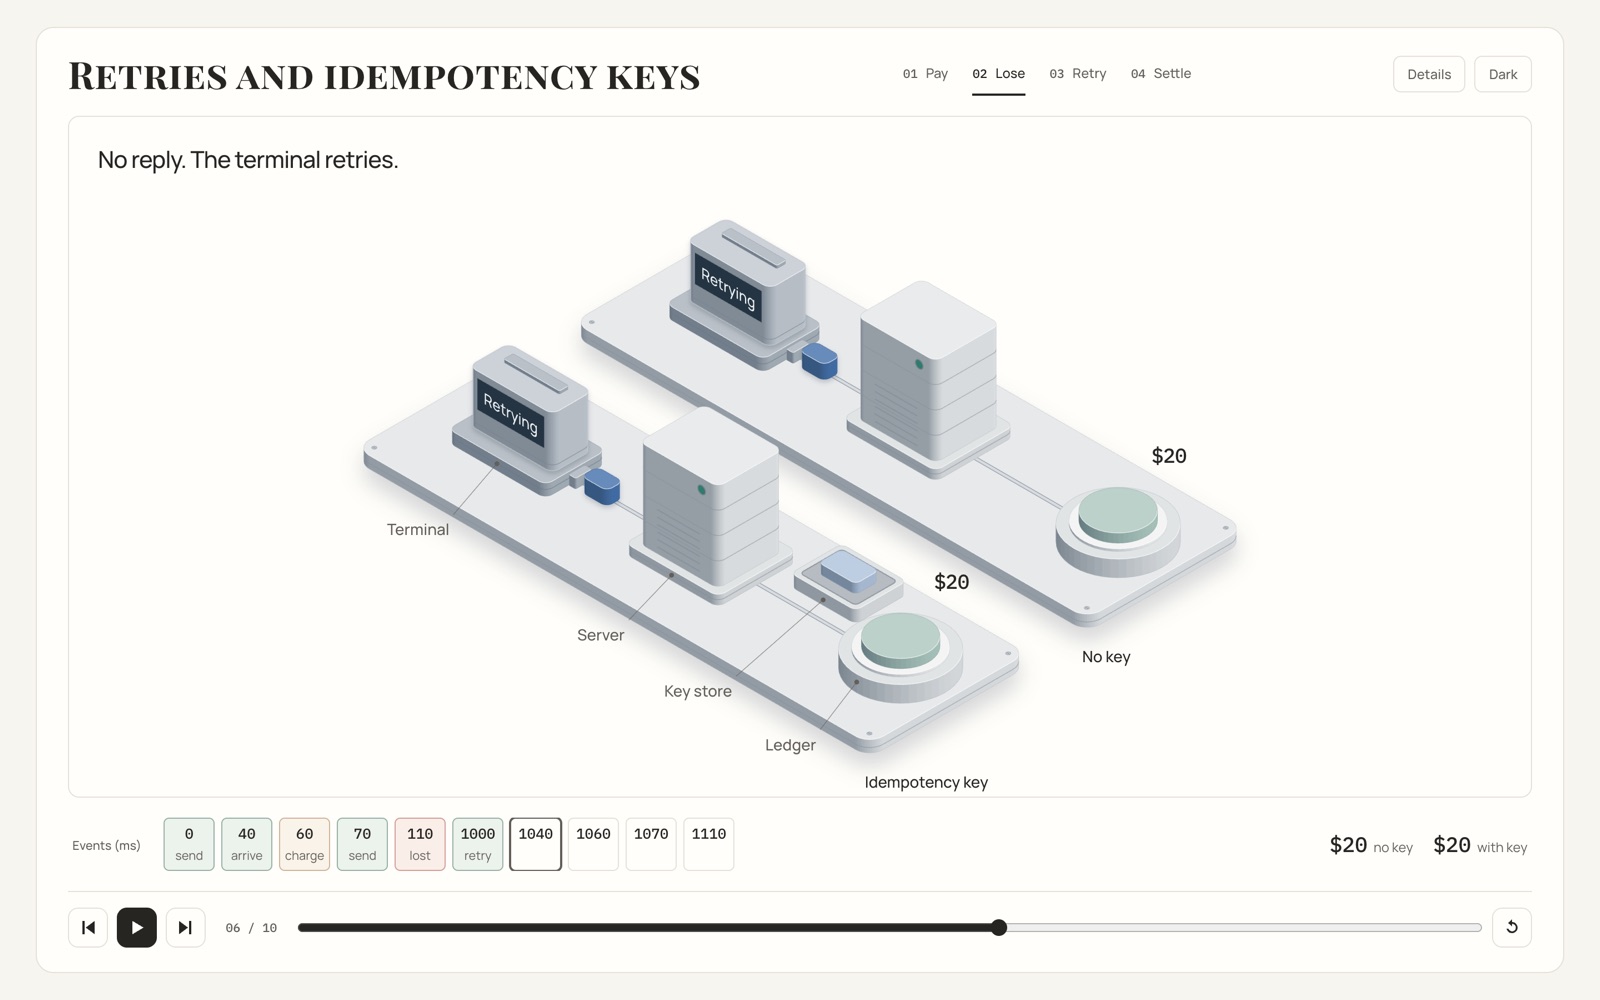 Retries and idempotency keys
01 Pay
02 Lose
03 Retry
04 Settle
Details
Dark
No reply. The terminal retries.
Retrying
Retrying
$20
$20
Terminal
Server
No key
Key store
Ledger
Idempotency key
Events (ms)
0 send
40 arrive
60 charge
70 send
110 lost
1000 retry
1040
1060
1070
1110
$20 no key
$20 with key
06 / 10